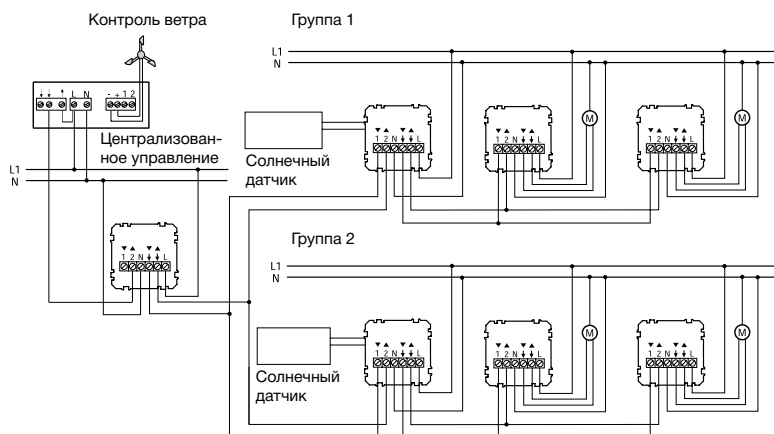 Контроль ветра
Группа 1
L1
N
↓ ↓ ↑ L N - + 1 2
Централизован-
ное управление
Солнечный
датчик
▼ ▲ ▼ ▲
1 2 N ↓ ↓ L
▼ ▲ ▼ ▲
1 2 N ↓ ↓ L
M
▼ ▲ ▼ ▲
1 2 N ↓ ↓ L
M
L1
N
▼ ▲ ▼ ▲
1 2 N ↓ ↓ L
Группа 2
L1
N
Солнечный
датчик
▼ ▲ ▼ ▲
1 2 N ↓ ↓ L
▼ ▲ ▼ ▲
1 2 N ↓ ↓ L
M
▼ ▲ ▼ ▲
1 2 N ↓ ↓ L
M